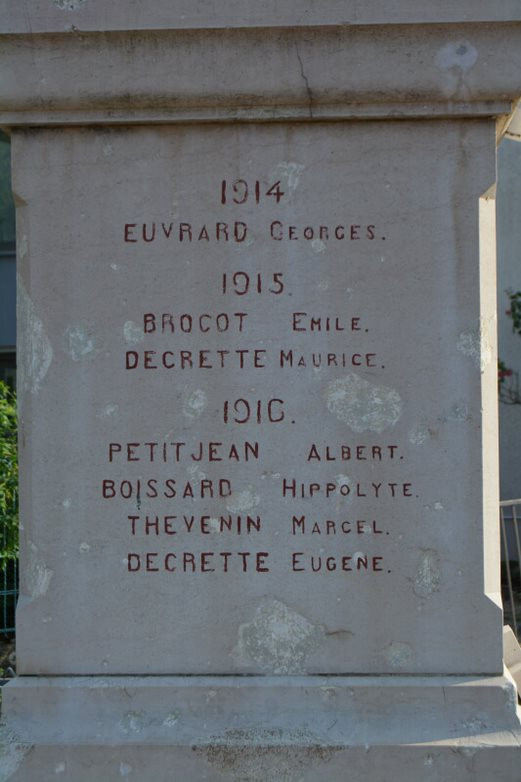 1914
EUVRARD GEORGES.
1915.
BROCOT EMILE.
DECRETTE MAURICE.
1916.
PETITJEAN ALBERT.
BOISSARD HIPPOLYTE.
THEVENIN MARCEL.
DECRETTE EUGENE.